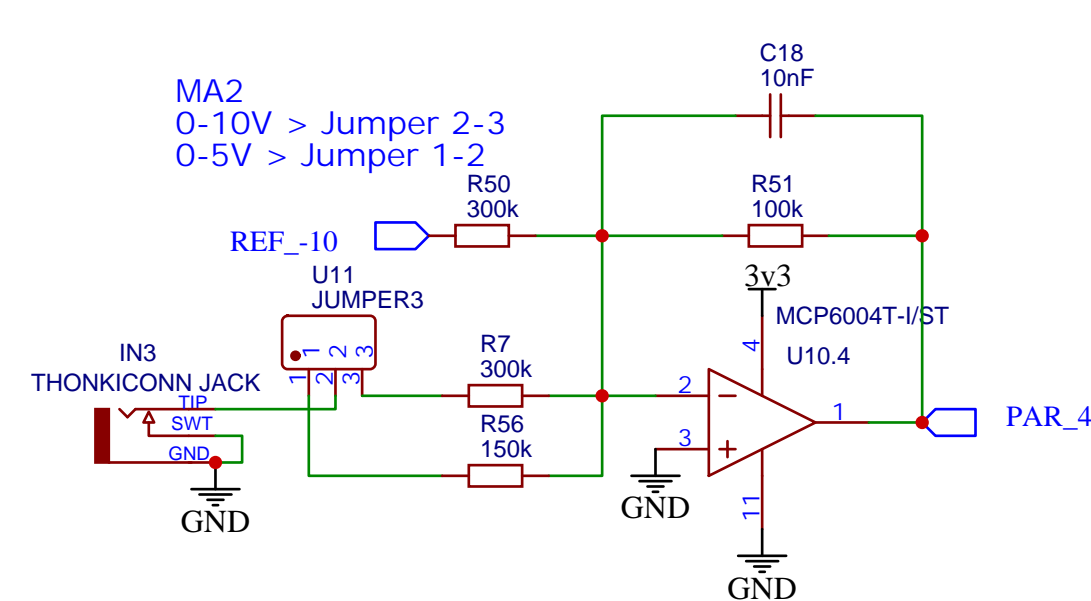 C18
10nF
MA2
0-10V > Jumper 2-3
0-5V > Jumper 1-2
R50
300k
R51
100k
REF_-10
U11
JUMPER3
3v3
MCP6004T-I/ST
4
U10.4
1 2 3
1 2 3
IN3
THONKICONN JACK
TIP
SWT
GND
GND
R7
300k
R56
150k
2
3
1
PAR_4
GND
11
GND